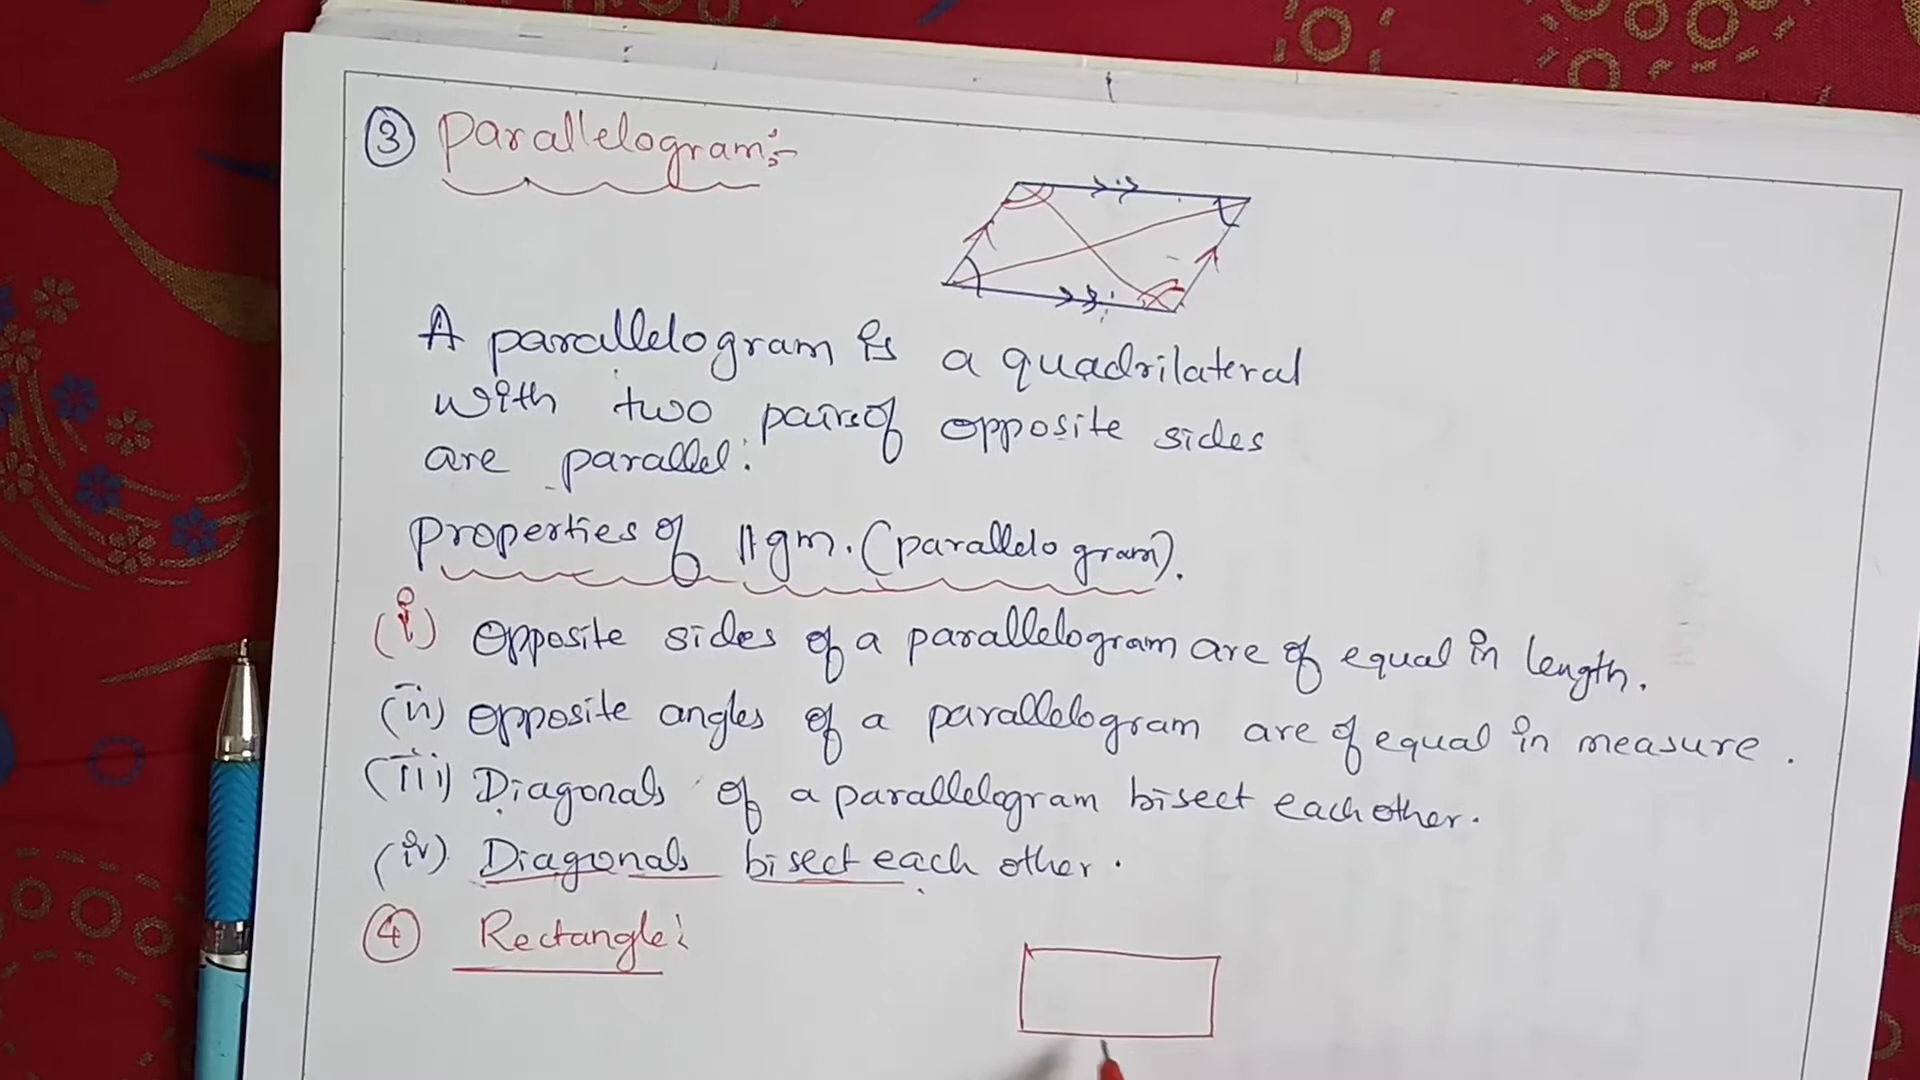 ③ Parallelogram:-
A parallelogram is a quadrilateral
with two pairs of opposite sides
are parallel.
Properties of ||gm. (parallelogram).
(i) Opposite sides of a parallelogram are of equal in length.
(ii) Opposite angles of a parallelogram are of equal in measure.
(iii) Diagonals of a parallelogram bisect each other.
(iv) Diagonals bisect each other.
④ Rectangle: